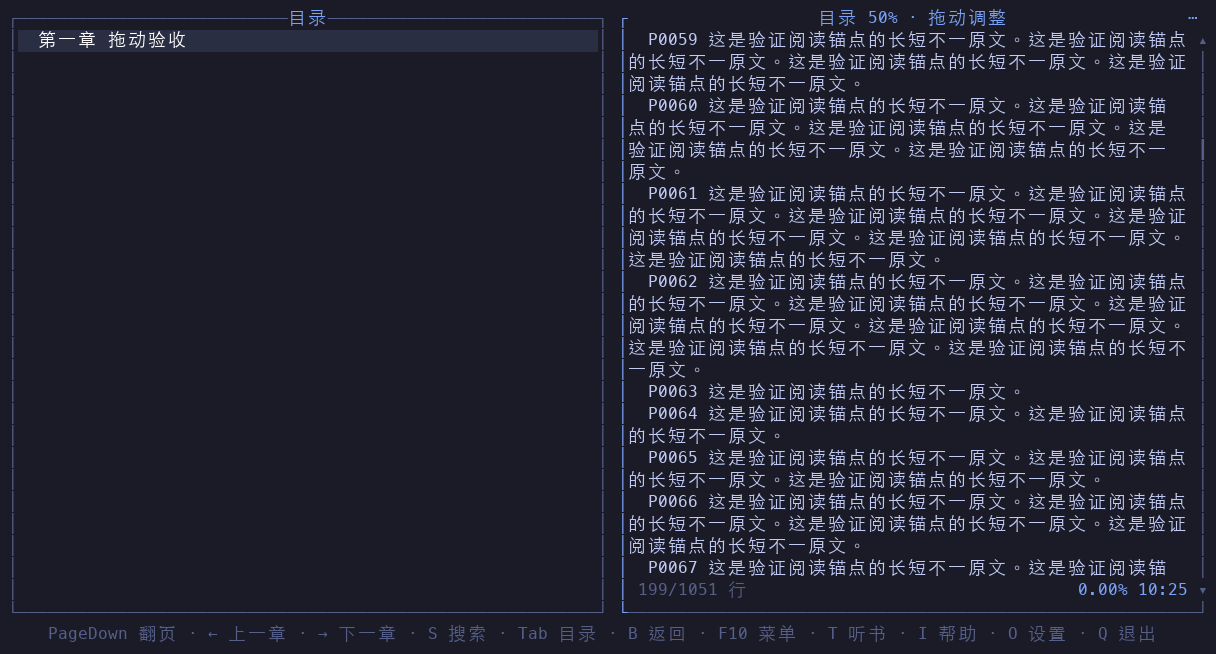 目录
第一章 拖动验收
目录 50% · 拖动调整 …
P0059 这是验证阅读锚点的长短不一原文。这是验证阅读锚点
的长短不一原文。这是验证阅读锚点的长短不一原文。这是验证
阅读锚点的长短不一原文。
P0060 这是验证阅读锚点的长短不一原文。这是验证阅读锚
点的长短不一原文。这是验证阅读锚点的长短不一原文。这是
验证阅读锚点的长短不一原文。这是验证阅读锚点的长短不一
原文。
P0061 这是验证阅读锚点的长短不一原文。这是验证阅读锚点
的长短不一原文。这是验证阅读锚点的长短不一原文。这是验证
阅读锚点的长短不一原文。这是验证阅读锚点的长短不一原文。
这是验证阅读锚点的长短不一原文。
P0062 这是验证阅读锚点的长短不一原文。这是验证阅读锚点
的长短不一原文。这是验证阅读锚点的长短不一原文。这是验证
阅读锚点的长短不一原文。这是验证阅读锚点的长短不一原文。
这是验证阅读锚点的长短不一原文。这是验证阅读锚点的长短不
一原文。
P0063 这是验证阅读锚点的长短不一原文。
P0064 这是验证阅读锚点的长短不一原文。这是验证阅读锚点
的长短不一原文。
P0065 这是验证阅读锚点的长短不一原文。这是验证阅读锚点
的长短不一原文。这是验证阅读锚点的长短不一原文。
P0066 这是验证阅读锚点的长短不一原文。这是验证阅读锚点
的长短不一原文。这是验证阅读锚点的长短不一原文。这是验证
阅读锚点的长短不一原文。
P0067 这是验证阅读锚点的长短不一原文。这是验证阅读锚
199/1051 行 0.00% 10:25
PageDown 翻页 · ← 上一章 · → 下一章 · S 搜索 · Tab 目录 · B 返回 · F10 菜单 · T 听书 · I 帮助 · O 设置 · Q 退出